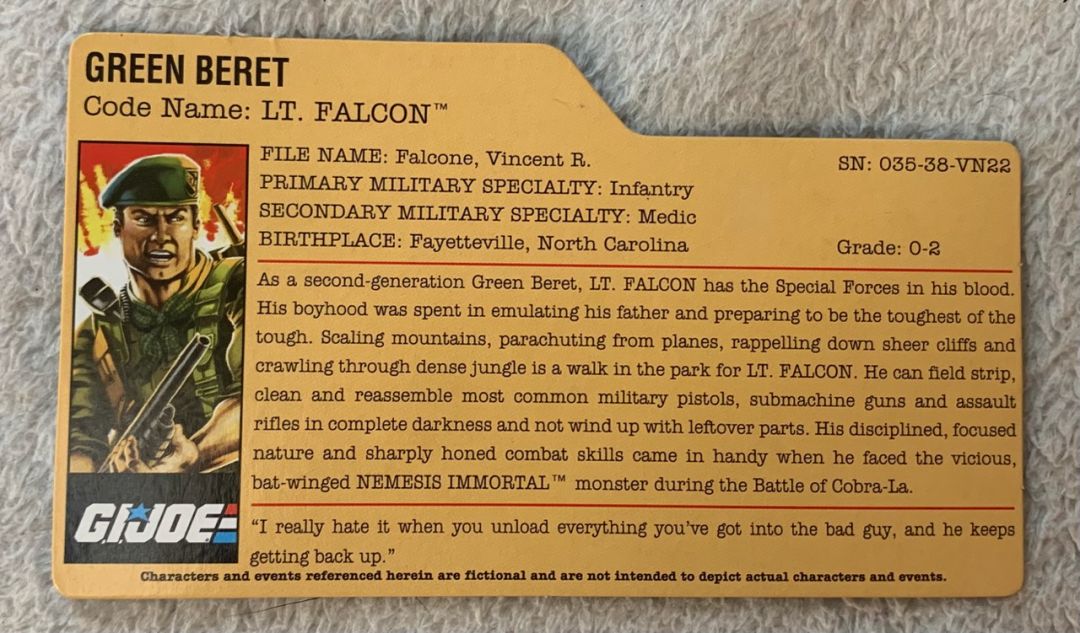 GREEN BERET
Code Name: LT. FALCON™
FILE NAME: Falcone, Vincent R.
SN: 035-38-VN22
PRIMARY MILITARY SPECIALTY: Infantry
SECONDARY MILITARY SPECIALTY: Medic
BIRTHPLACE: Fayetteville, North Carolina
Grade: O-2
As a second-generation Green Beret, LT. FALCON has the Special Forces in his blood.
His boyhood was spent in emulating his father and preparing to be the toughest of the
tough. Scaling mountains, parachuting from planes, rappelling down sheer cliffs and
crawling through dense jungle is a walk in the park for LT. FALCON. He can field strip,
clean and reassemble most common military pistols, submachine guns and assault
rifles in complete darkness and not wind up with leftover parts. His disciplined, focused
nature and sharply honed combat skills came in handy when he faced the vicious,
bat-winged NEMESIS IMMORTAL™ monster during the Battle of Cobra-La.
G.I. JOE
“I really hate it when you unload everything you’ve got into the bad guy, and he keeps
getting back up.”
Characters and events referenced herein are fictional and are not intended to depict actual characters and events.